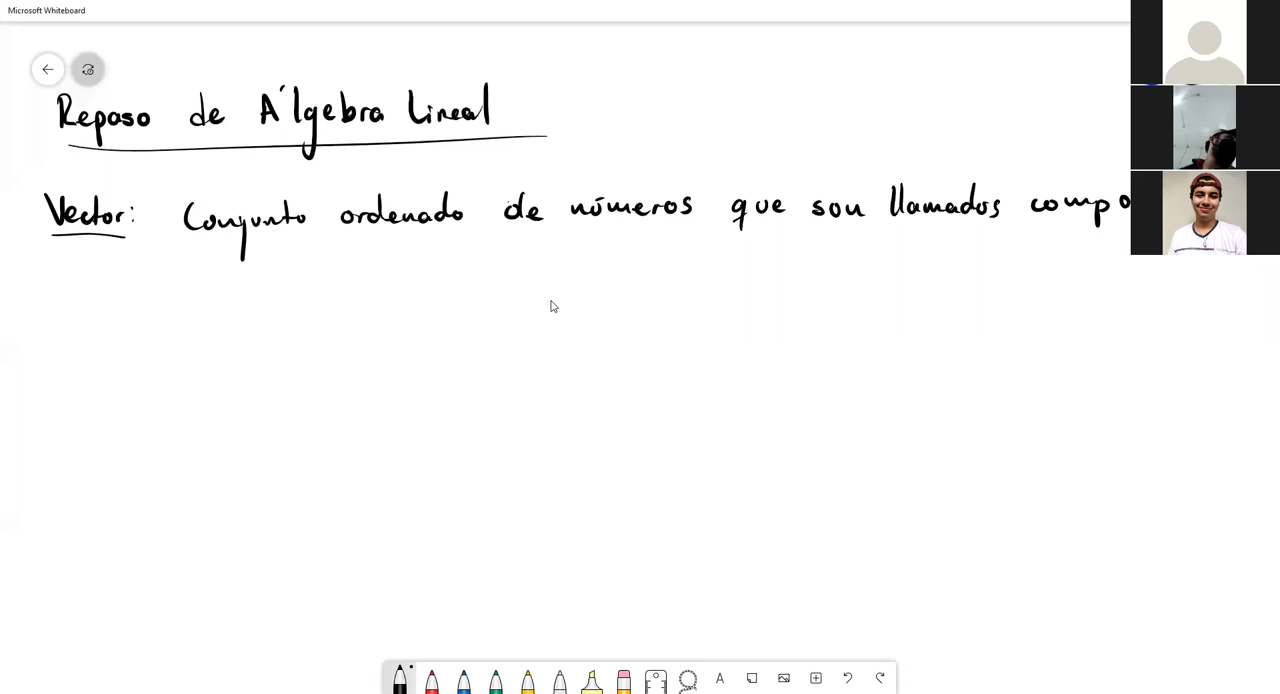 Microsoft Whiteboard
Repaso de Álgebra Lineal
Vector: Conjunto ordenado de números que son llamados compo
A